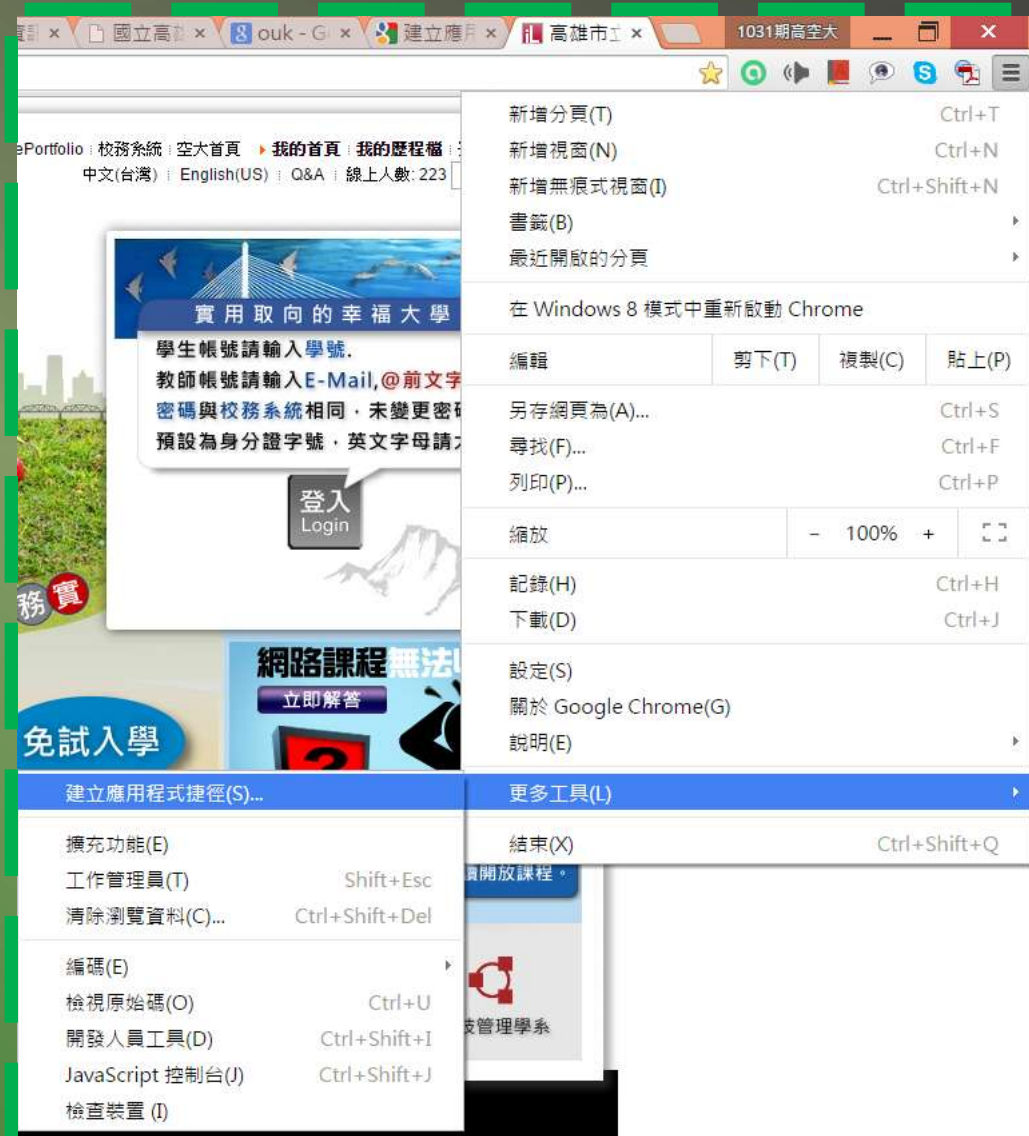 國立高
ouk - G
建立應用
高雄市立
1031期高空大
ePortfolio 校務系統 空大首頁 我的首頁 我的歷程檔
中文(台灣) English(US) Q&A 線上人數: 223
實用取向的幸福大學
學生帳號請輸入學號.
教師帳號請輸入E-Mail,@前文字
密碼與校務系統相同,未變更密
預設為身分證字號,英文字母請
登入
Login
務實
網路課程無法
立即解答
免試入學
開放課程。
管理學系
新增分頁(T) Ctrl+T
新增視窗(N) Ctrl+N
新增無痕式視窗(I) Ctrl+Shift+N
書籤(B)
最近開啟的分頁
在 Windows 8 模式中重新啟動 Chrome
編輯 剪下(T) 複製(C) 貼上(P)
另存網頁為(A)... Ctrl+S
尋找(F)... Ctrl+F
列印(P)... Ctrl+P
縮放 - 100% +
記錄(H) Ctrl+H
下載(D) Ctrl+J
設定(S)
關於 Google Chrome(G)
說明(E)
更多工具(L)
結束(X) Ctrl+Shift+Q
建立應用程式捷徑(S)...
擴充功能(E)
工作管理員(T) Shift+Esc
清除瀏覽資料(C)... Ctrl+Shift+Del
編碼(E)
檢視原始碼(O) Ctrl+U
開發人員工具(D) Ctrl+Shift+I
JavaScript 控制台(J) Ctrl+Shift+J
檢查裝置 (I)